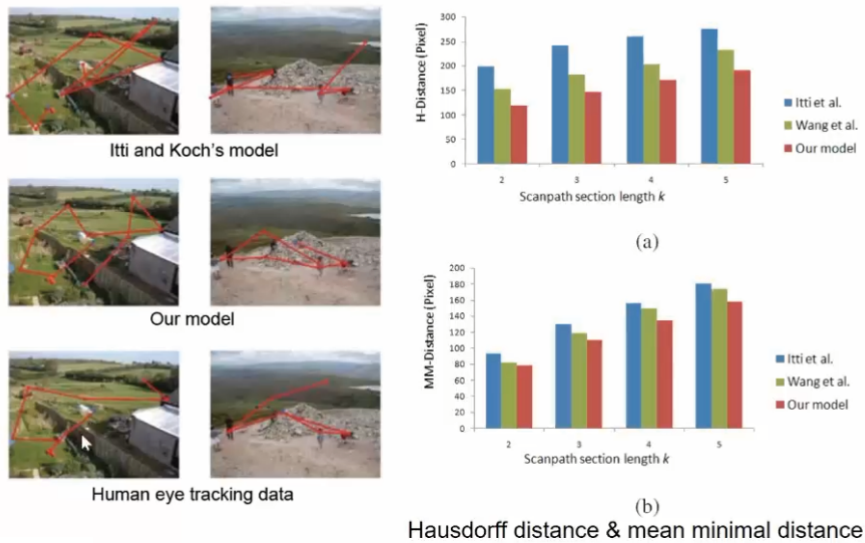 Itti and Koch's model
Our model
Human eye tracking data
H-Distance (Pixel)
300
250
200
150
100
50
0
2 3 4 5
Scanpath section length k
Itti et al.
Wang et al.
Our model
(a)
MM-Distance (Pixel)
200
180
160
140
120
100
80
60
40
20
0
2 3 4 5
Scanpath section length k
Itti et al.
Wang et al.
Our model
(b)
Hausdorff distance & mean minimal distance